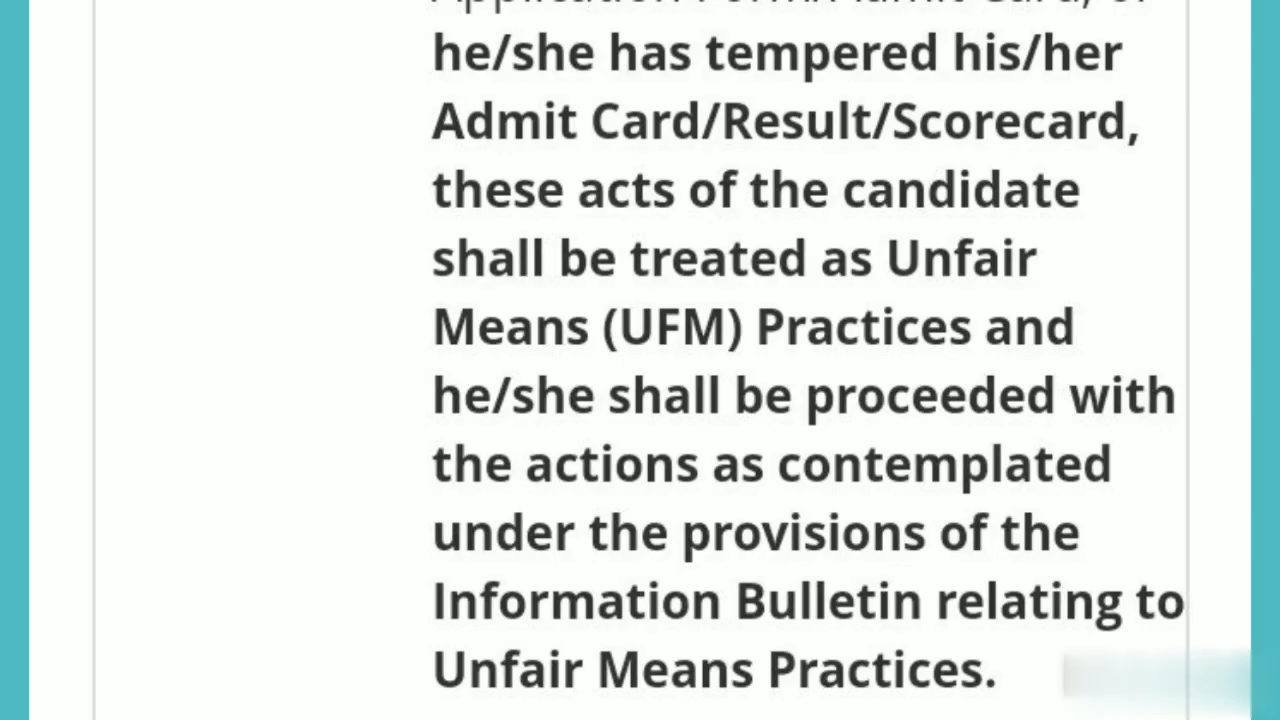 he/she has tempered his/her
Admit Card/Result/Scorecard,
these acts of the candidate
shall be treated as Unfair
Means (UFM) Practices and
he/she shall be proceeded with
the actions as contemplated
under the provisions of the
Information Bulletin relating to
Unfair Means Practices.